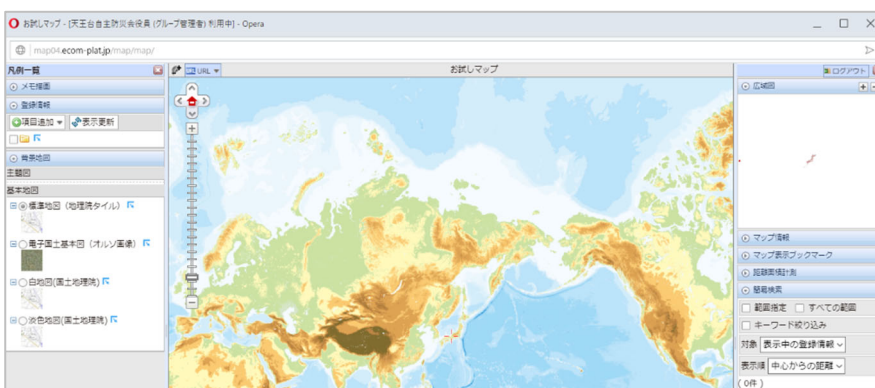 お試しマップ - [天王台自主防災会役員 (グループ管理者) 利用中] - Opera
map04.ecom-plat.jp/map/map/
凡例一覧
URL
お試しマップ
ログアウト
メモ描画
登録情報
項目追加
表示更新
背景地図
主題図
基本地図
標準地図（地理院タイル）
電子国土基本図（オルソ画像）
白地図(国土地理院)
淡色地図(国土地理院)
広域図
マップ情報
マップ表示ブックマーク
距離面積計測
簡易検索
範囲指定 すべての範囲
キーワード絞り込み
対象 表示中の登録情報
表示順 中心からの距離
( 0件 )